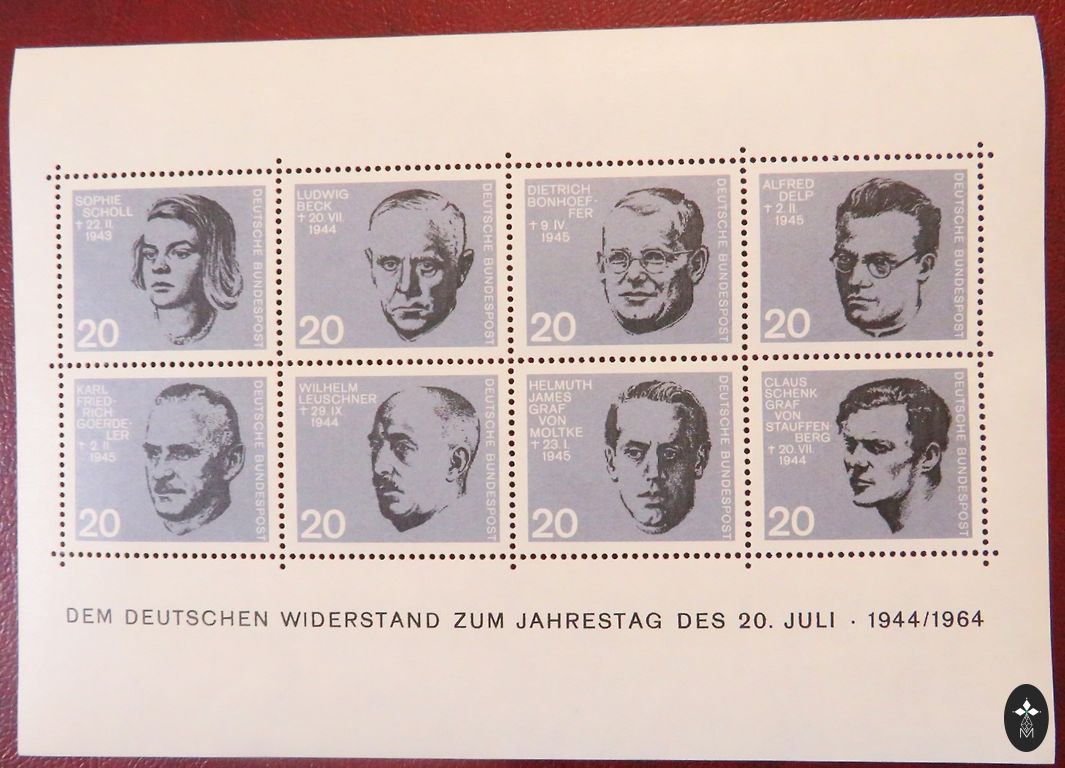 SOPHIE
SCHOLL
† 22. II.
1943
DEUTSCHE BUNDESPOST
20
LUDWIG
BECK
† 20. VII.
1944
DEUTSCHE BUNDESPOST
20
DIETRICH
BONHOEF-
FER
† 9. IV.
1945
DEUTSCHE BUNDESPOST
20
ALFRED
DELP
† 2. II.
1945
DEUTSCHE BUNDESPOST
20
KARL
FRIED-
RICH
GOERDE-
LER
† 2. II.
1945
DEUTSCHE BUNDESPOST
20
WILHELM
LEUSCHNER
† 29. IX.
1944
DEUTSCHE BUNDESPOST
20
HELMUTH
JAMES
GRAF
VON
MOLTKE
† 23. I.
1945
DEUTSCHE BUNDESPOST
20
CLAUS
SCHENK
GRAF
VON
STAUFFEN
BERG
† 20. VII.
1944
DEUTSCHE BUNDESPOST
20
DEM DEUTSCHEN WIDERSTAND ZUM JAHRESTAG DES 20. JULI · 1944/1964
M